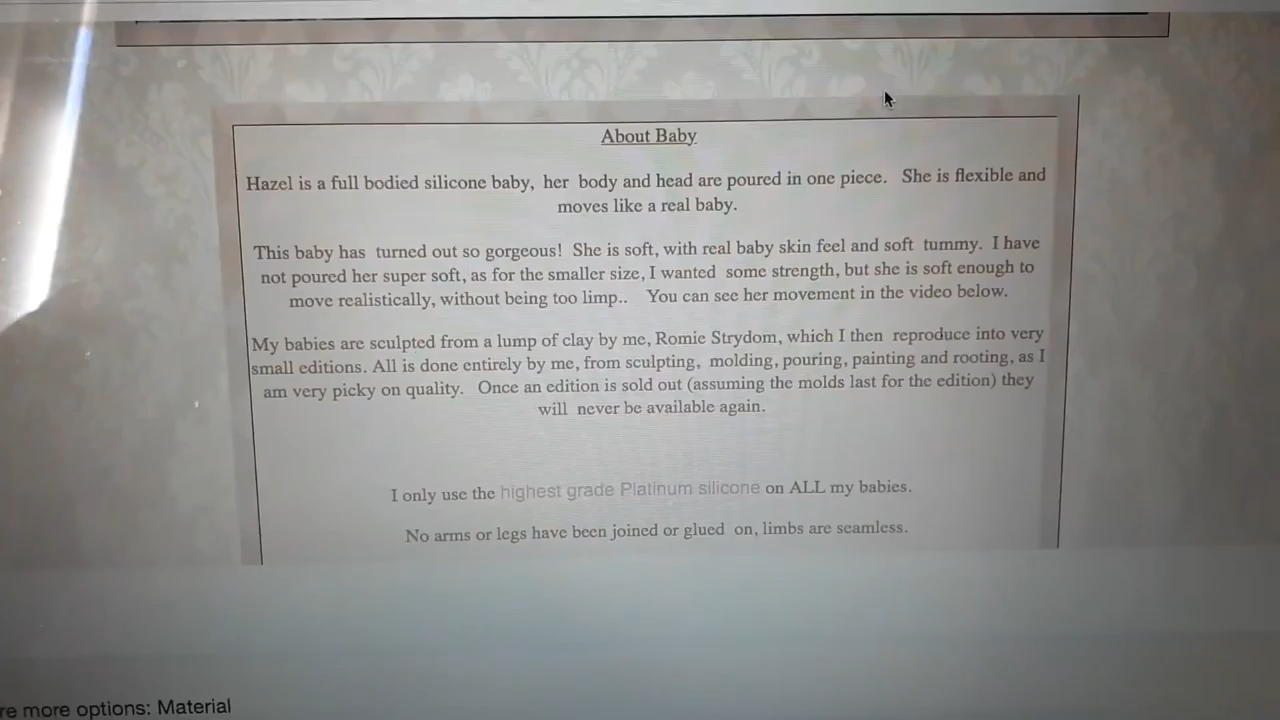 About Baby
Hazel is a full bodied silicone baby, her body and head are poured in one piece. She is flexible and
moves like a real baby.
This baby has turned out so gorgeous! She is soft, with real baby skin feel and soft tummy. I have
not poured her super soft, as for the smaller size, I wanted some strength, but she is soft enough to
move realistically, without being too limp.. You can see her movement in the video below.
My babies are sculpted from a lump of clay by me, Romie Strydom, which I then reproduce into very
small editions. All is done entirely by me, from sculpting, molding, pouring, painting and rooting, as I
am very picky on quality. Once an edition is sold out (assuming the molds last for the edition) they
will never be available again.
I only use the highest grade Platinum silicone on ALL my babies.
No arms or legs have been joined or glued on, limbs are seamless.
re more options: Material